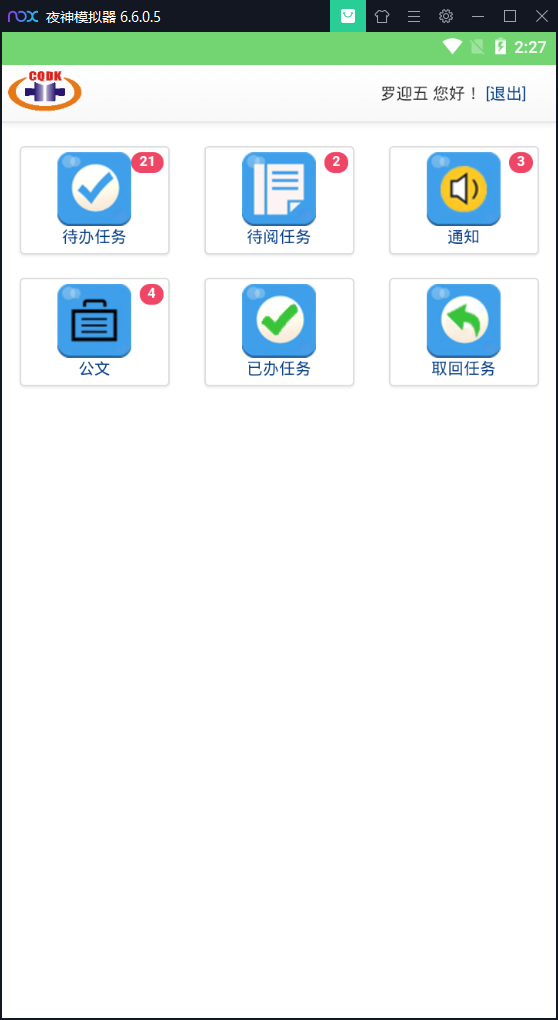 nox 夜神模拟器 6.6.0.5
2:27
CQDK
罗迎五 您好！ [退出]
21 2 3
待办任务 待阅任务 通知
4
公文 已办任务 取回任务